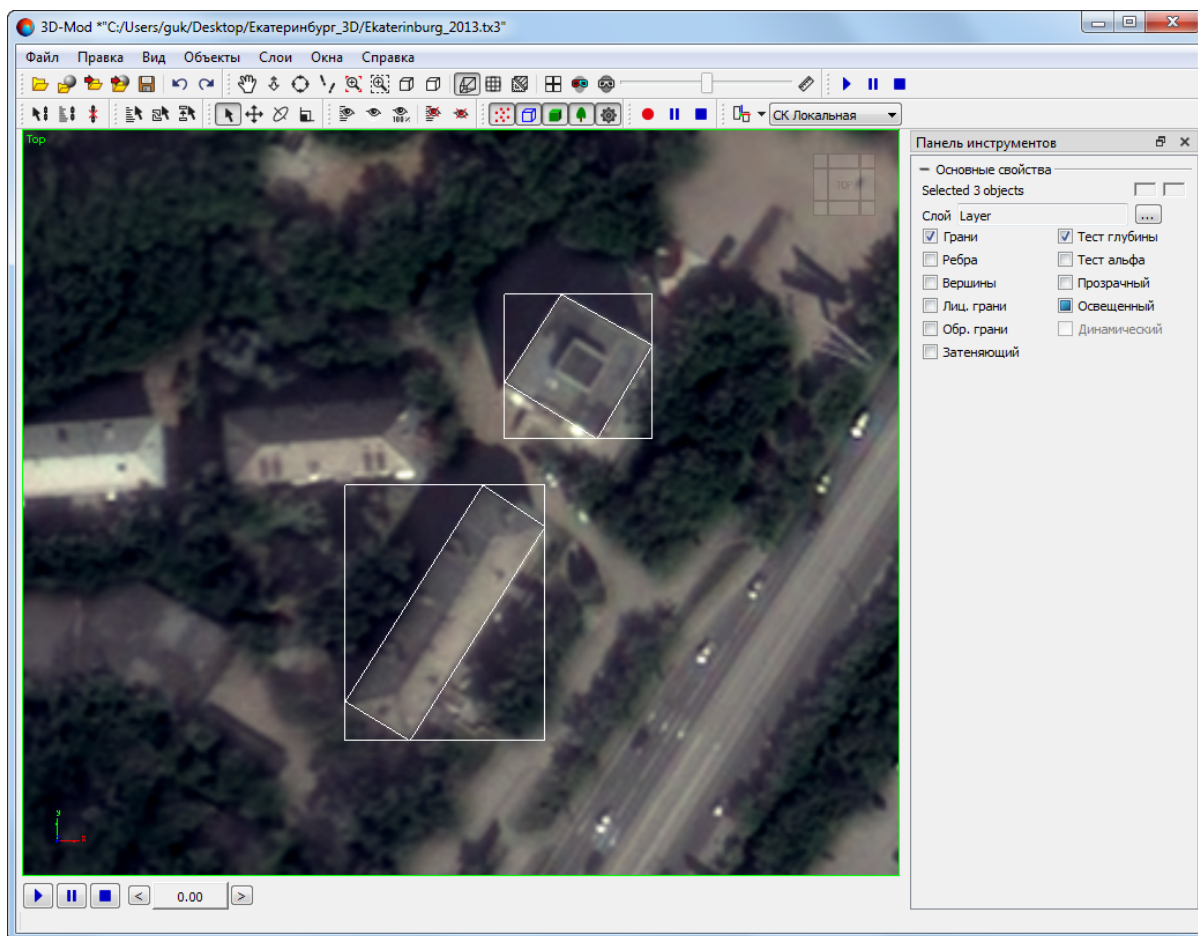 3D-Mod *"C:/Users/guk/Desktop/Екатеринбург_3D/Ekaterinburg_2013.tx3"
Файл Правка Вид Объекты Слои Окна Справка
100%
СК Локальная
Top
TOP
Панель инструментов
Основные свойства
Selected 3 objects
Слой Layer ...
Грани Тест глубины
Ребра Тест альфа
Вершины Прозрачный
Лиц. грани Освещенный
Обр. грани Динамический
Затеняющий
y
x
< 0.00 >